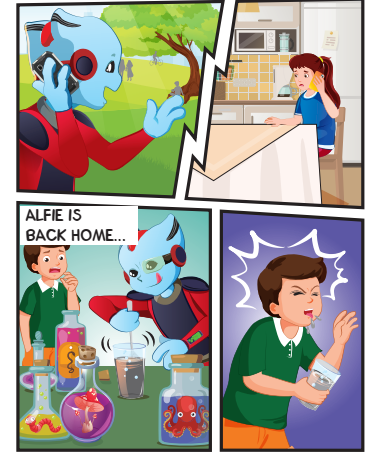 ALFIE IS
BACK HOME...
$